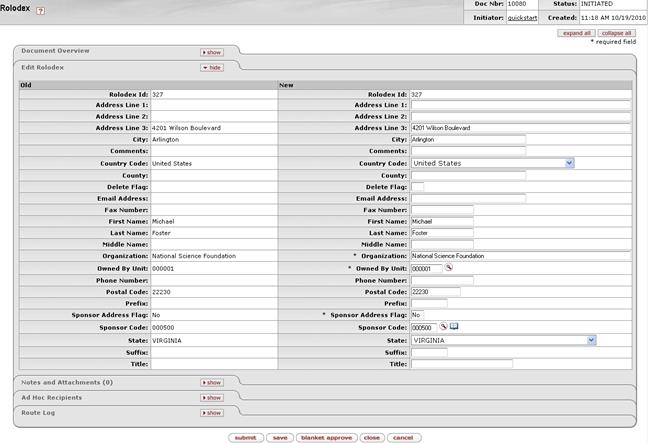 Rolodex ?
Doc Nbr: 10080 Status: INITIATED
Initiator: quickstart Created: 11:18 AM 10/19/2010
expand all collapse all
* required field
Document Overview show
Edit Rolodex hide
Old New
Rolodex Id: 327 Rolodex Id: 327
Address Line 1: Address Line 1:
Address Line 2: Address Line 2:
Address Line 3: 4201 Wilson Boulevard Address Line 3: 4201 Wilson Boulevard
City: Arlington City: Arlington
Comments: Comments:
Country Code: United States Country Code: United States
County: County:
Delete Flag: Delete Flag:
Email Address: Email Address:
Fax Number: Fax Number:
First Name: Michael First Name: Michael
Last Name: Foster Last Name: Foster
Middle Name: Middle Name:
Organization: National Science Foundation * Organization: National Science Foundation
Owned By Unit: 000001 * Owned By Unit: 000001
Phone Number: Phone Number:
Postal Code: 22230 Postal Code: 22230
Prefix: Prefix:
Sponsor Address Flag: No * Sponsor Address Flag: No
Sponsor Code: 000500 Sponsor Code: 000500
State: VIRGINIA State: VIRGINIA
Suffix: Suffix:
Title: Title:
Notes and Attachments (0) show
Ad Hoc Recipients show
Route Log show
submit save blanket approve close cancel